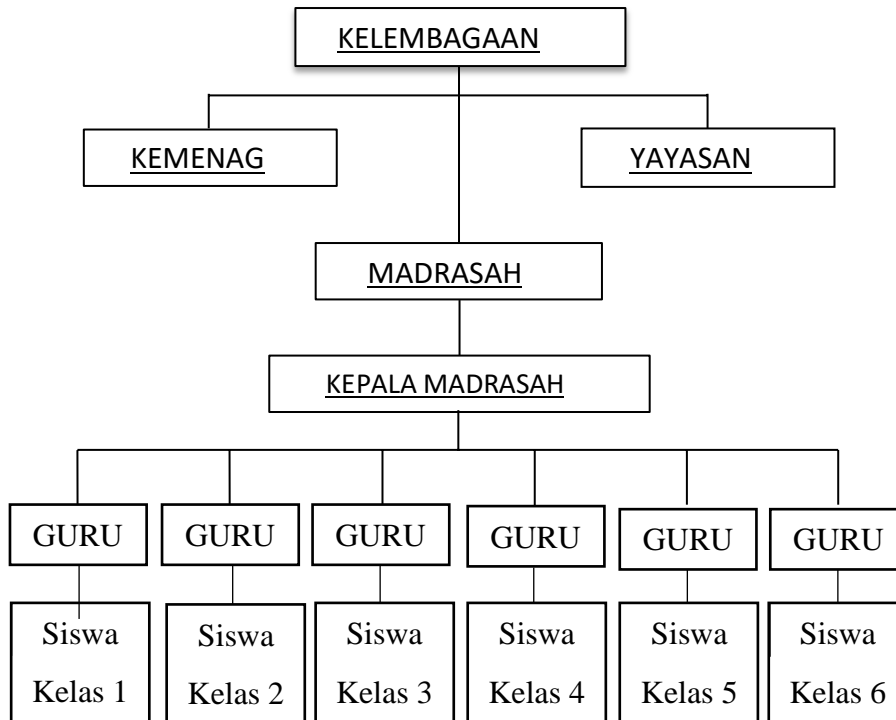 KELEMBAGAAN
KEMENAG
YAYASAN
MADRASAH
KEPALA MADRASAH
GURU
GURU
GURU
GURU
GURU
GURU
Siswa
Kelas 1
Siswa
Kelas 2
Siswa
Kelas 3
Siswa
Kelas 4
Siswa
Kelas 5
Siswa
Kelas 6